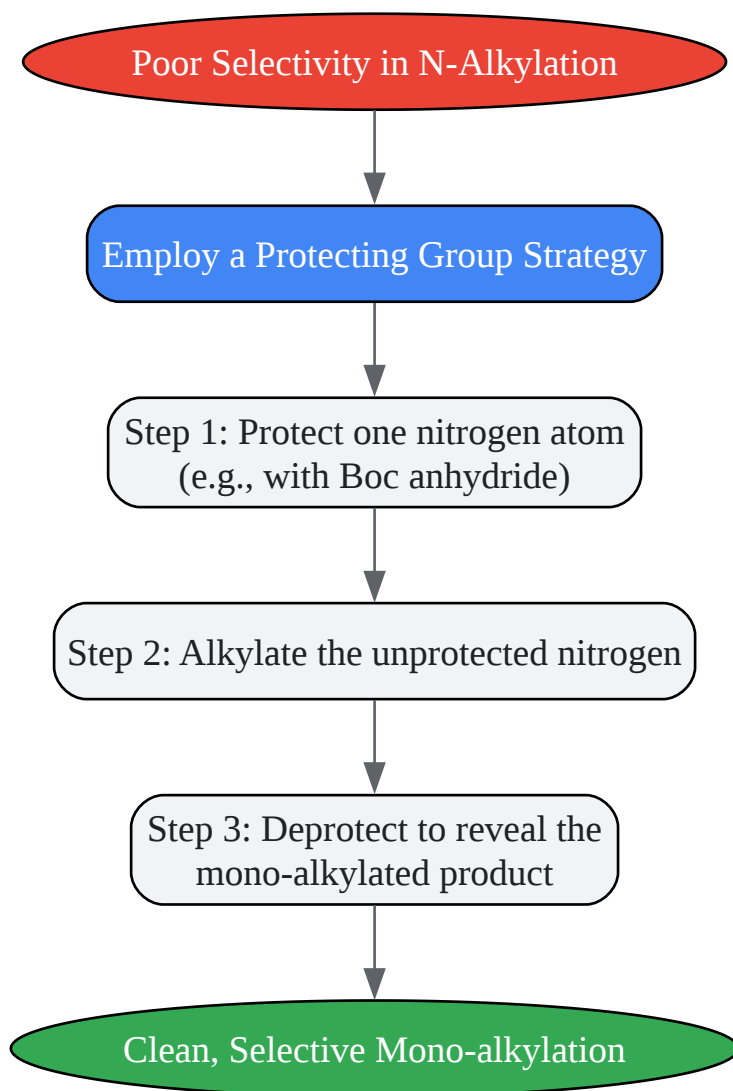 Poor Selectivity in N-Alkylation
Employ a Protecting Group Strategy
Step 1: Protect one nitrogen atom
(e.g., with Boc anhydride)
Step 2: Alkylate the unprotected nitrogen
Step 3: Deprotect to reveal the
mono-alkylated product
Clean, Selective Mono-alkylation